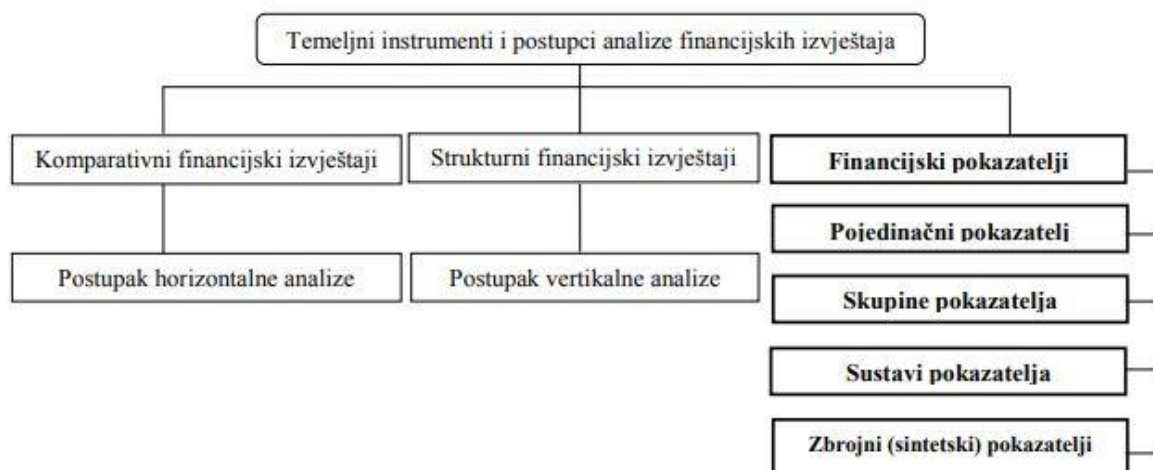 Temeljni instrumenti i postupci analize financijskih izvještaja
Komparativni financijski izvještaji
Strukturni financijski izvještaji
Financijski pokazatelji
Pojedinačni pokazatelj
Postupak horizontalne analize
Postupak vertikalne analize
Skupine pokazatelja
Sustavi pokazatelja
Zbrojni (sintetski) pokazatelji